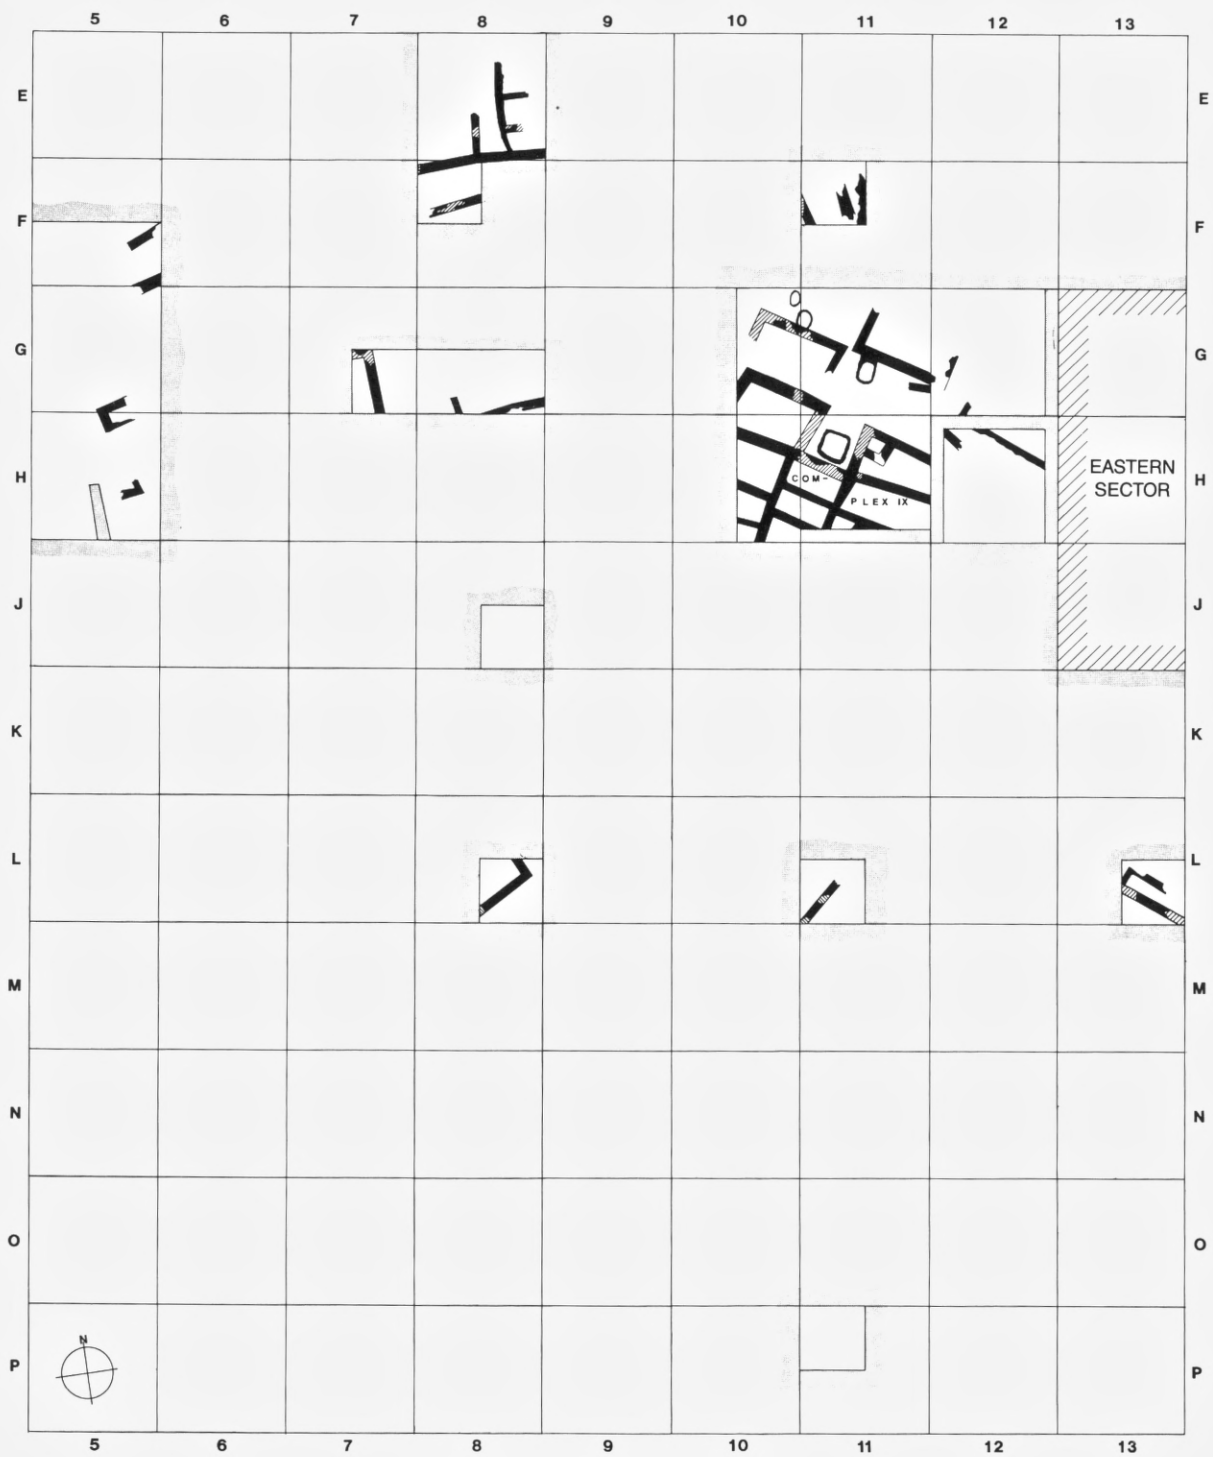 5 6 7 8 9 10 11 12 13
E E
F F
G G
H COM- PLEX IX EASTERN SECTOR H
J J
K K
L L
M M
N N
O O
N
P P
5 6 7 8 9 10 11 12 13